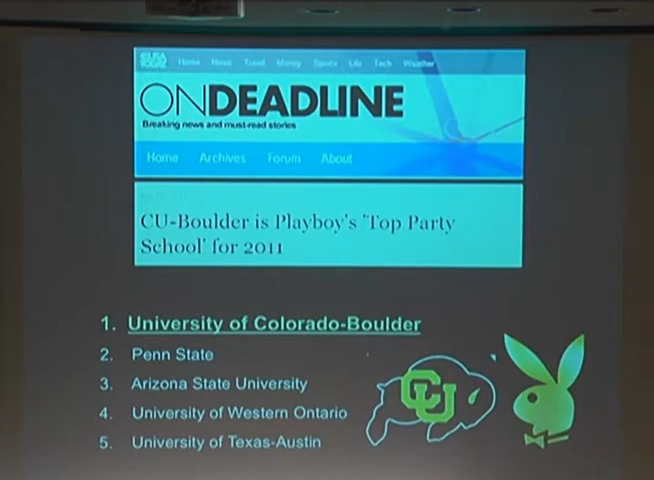 USA TODAY Home News Travel Money Sports Life Tech Weather
ONDEADLINE
Breaking news and must-read stories
Home Archives Forum About
CU-Boulder is Playboy's 'Top Party
School' for 2011
1. University of Colorado-Boulder
2. Penn State
3. Arizona State University
4. University of Western Ontario
5. University of Texas-Austin
CU